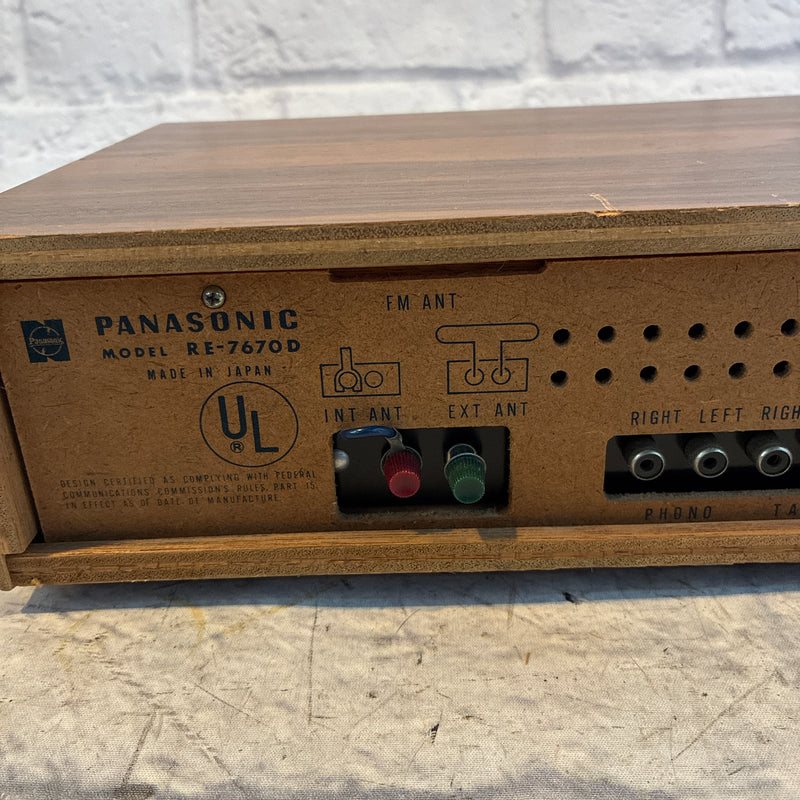 Panasonic
PANASONIC
MODEL RE-7670D
MADE IN JAPAN
UL
®
DESIGN CERTIFIED AS COMPLYING WITH FEDERAL
COMMUNICATIONS COMMISSION'S RULES, PART 15,
IN EFFECT AS OF DATE OF MANUFACTURE.
FM ANT
INT ANT EXT ANT
RIGHT LEFT RIGH
PHONO TA